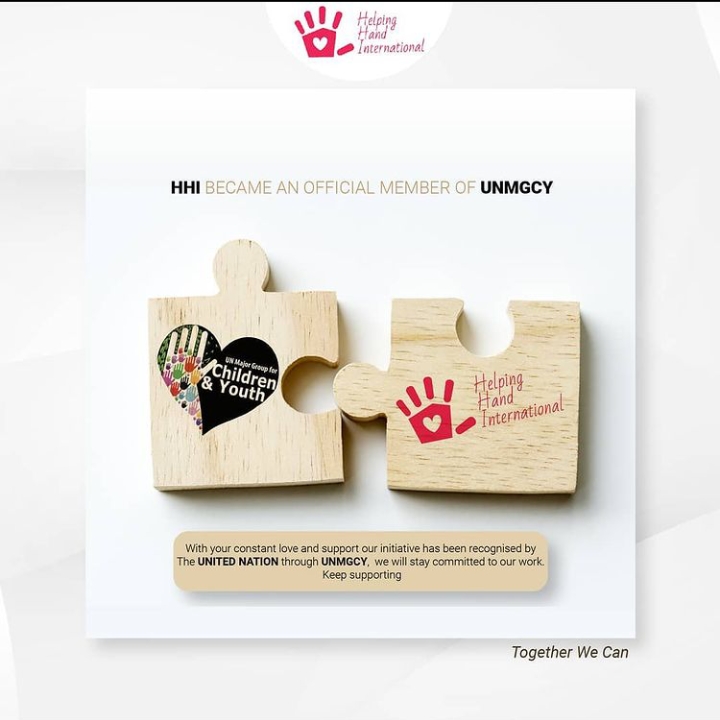 Helping
Hand
International
HHI BECAME AN OFFICIAL MEMBER OF UNMGCY
UN Major Group for
Children
& Youth
Helping
Hand
International
With your constant love and support our initiative has been recognised by
The UNITED NATION through UNMGCY, we will stay committed to our work.
Keep supporting
Together We Can